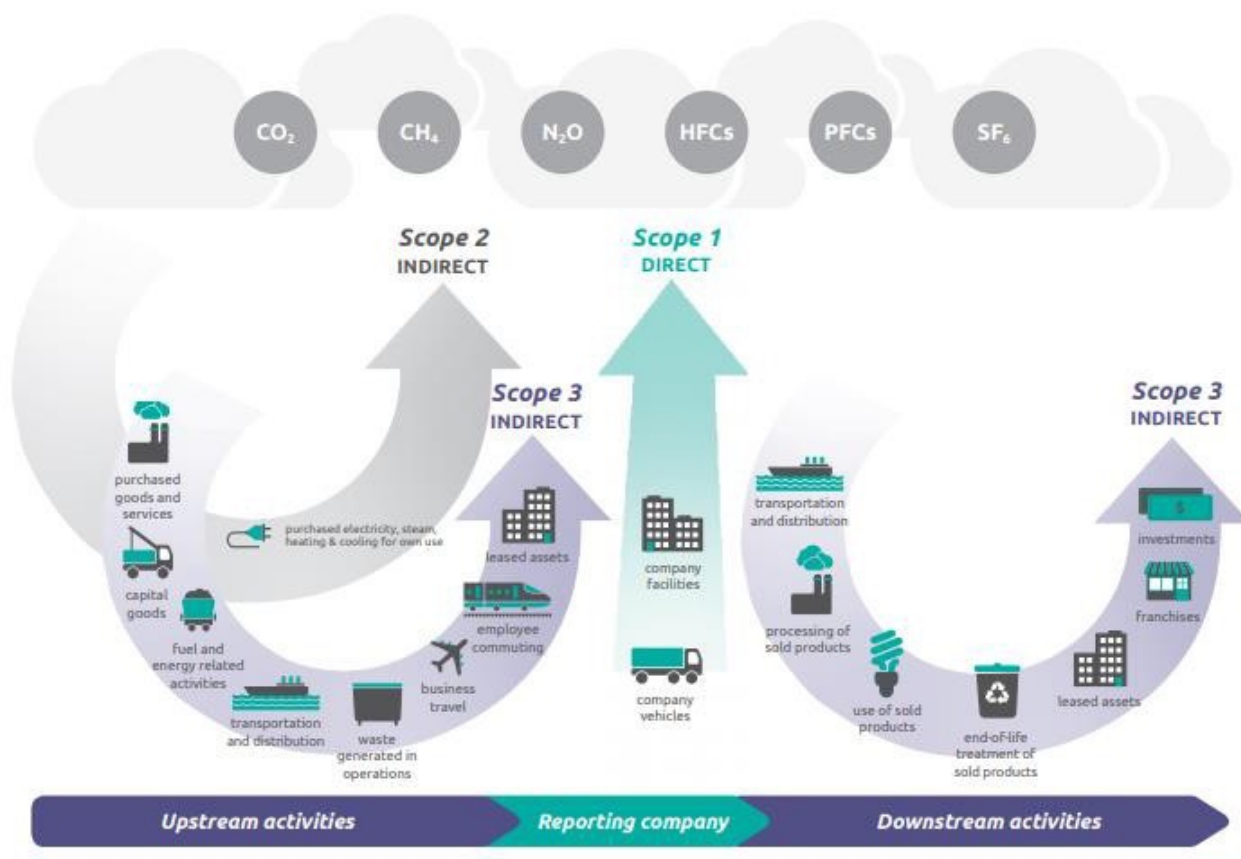 CO₂
CH₄
N₂O
HFCs
PFCs
SF₆
Scope 2
INDIRECT
Scope 1
DIRECT
Scope 3
INDIRECT
Scope 3
INDIRECT
purchased
goods and
services
capital
goods
fuel and
energy related
activities
purchased electricity, steam,
heating & cooling for own use
transportation
and distribution
waste
generated in
operations
business
travel
employee
commuting
leased assets
company
facilities
company
vehicles
transportation
and distribution
processing of
sold products
use of sold
products
end-of-life
treatment of
sold products
leased assets
franchises
$
investments
Upstream activities
Reporting company
Downstream activities